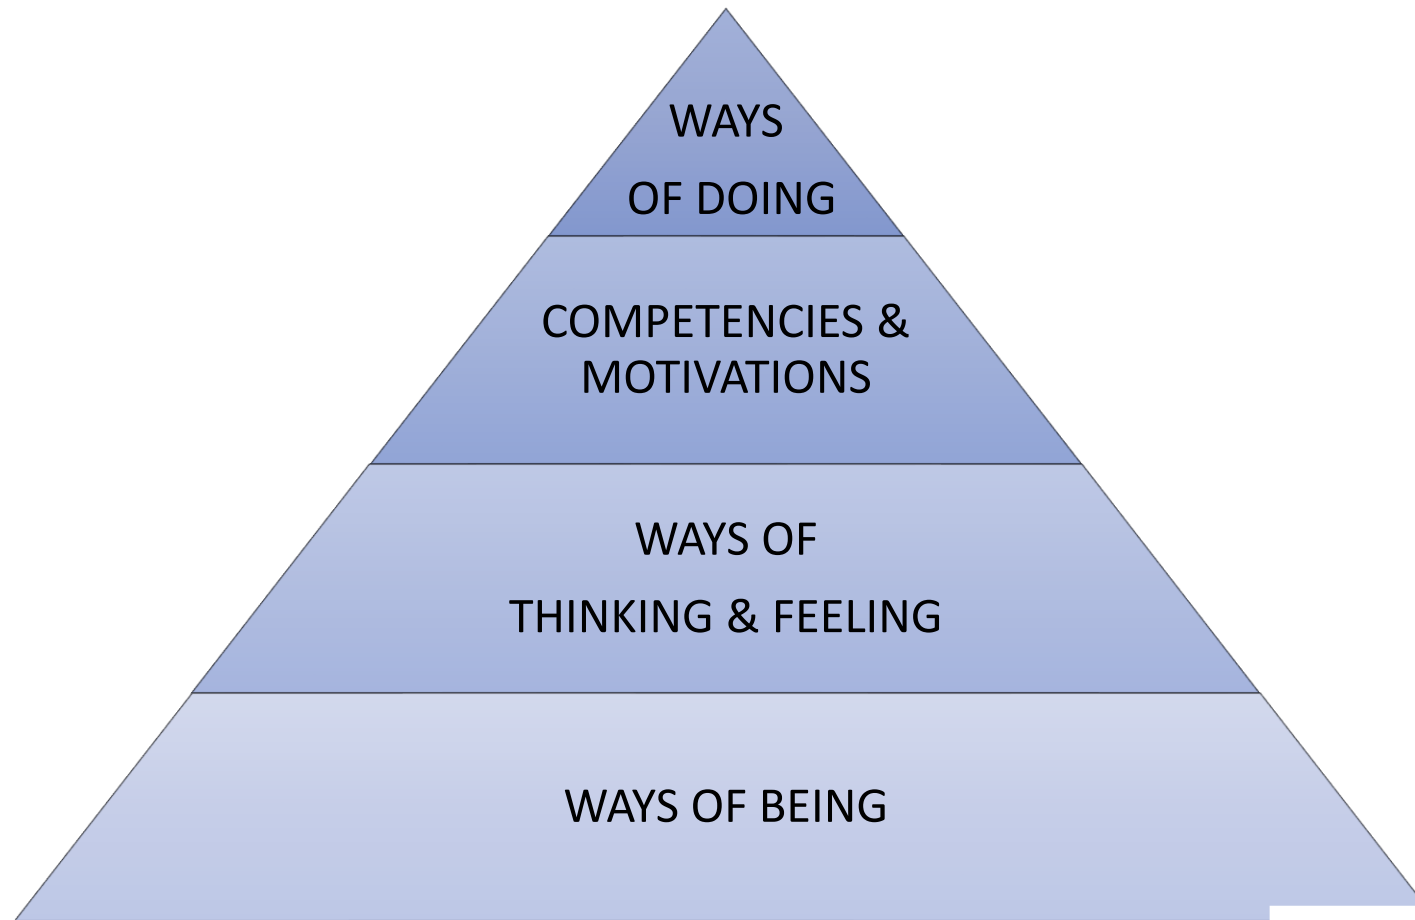 WAYS
OF DOING
COMPETENCIES &
MOTIVATIONS
WAYS OF
THINKING & FEELING
WAYS OF BEING